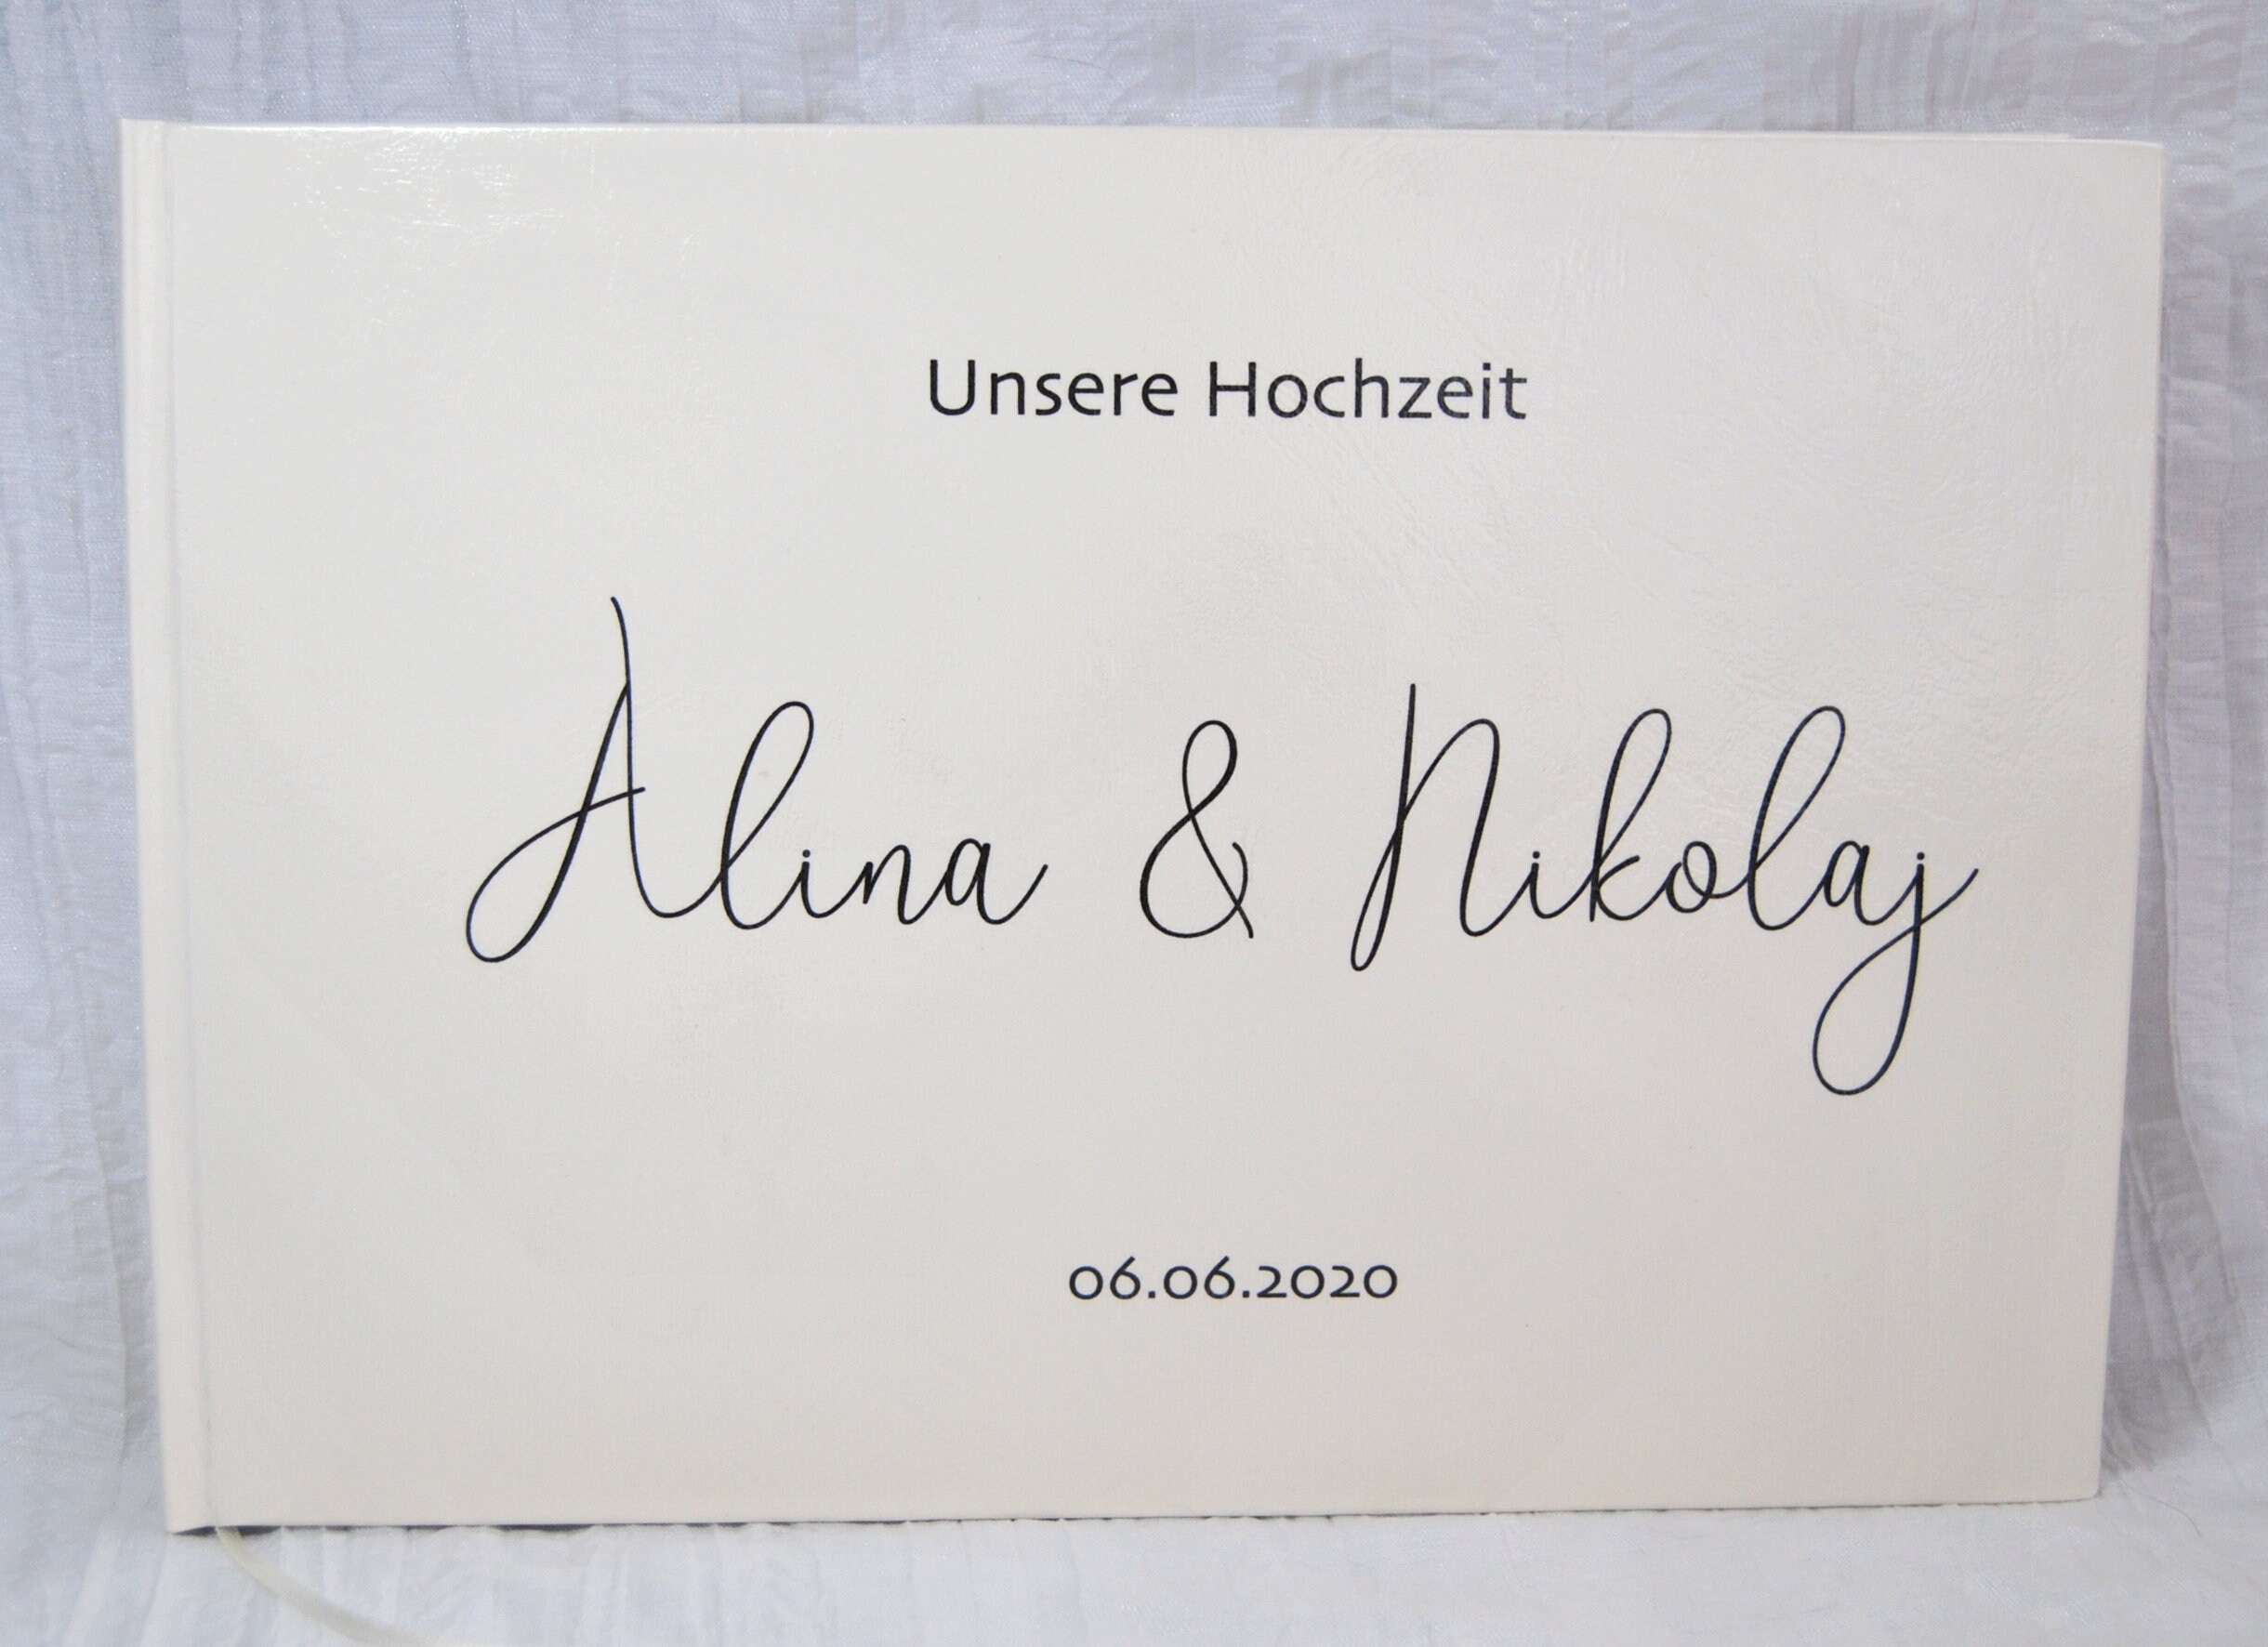 Unsere Hochzeit
Alina & Nikolaj
06.06.2020